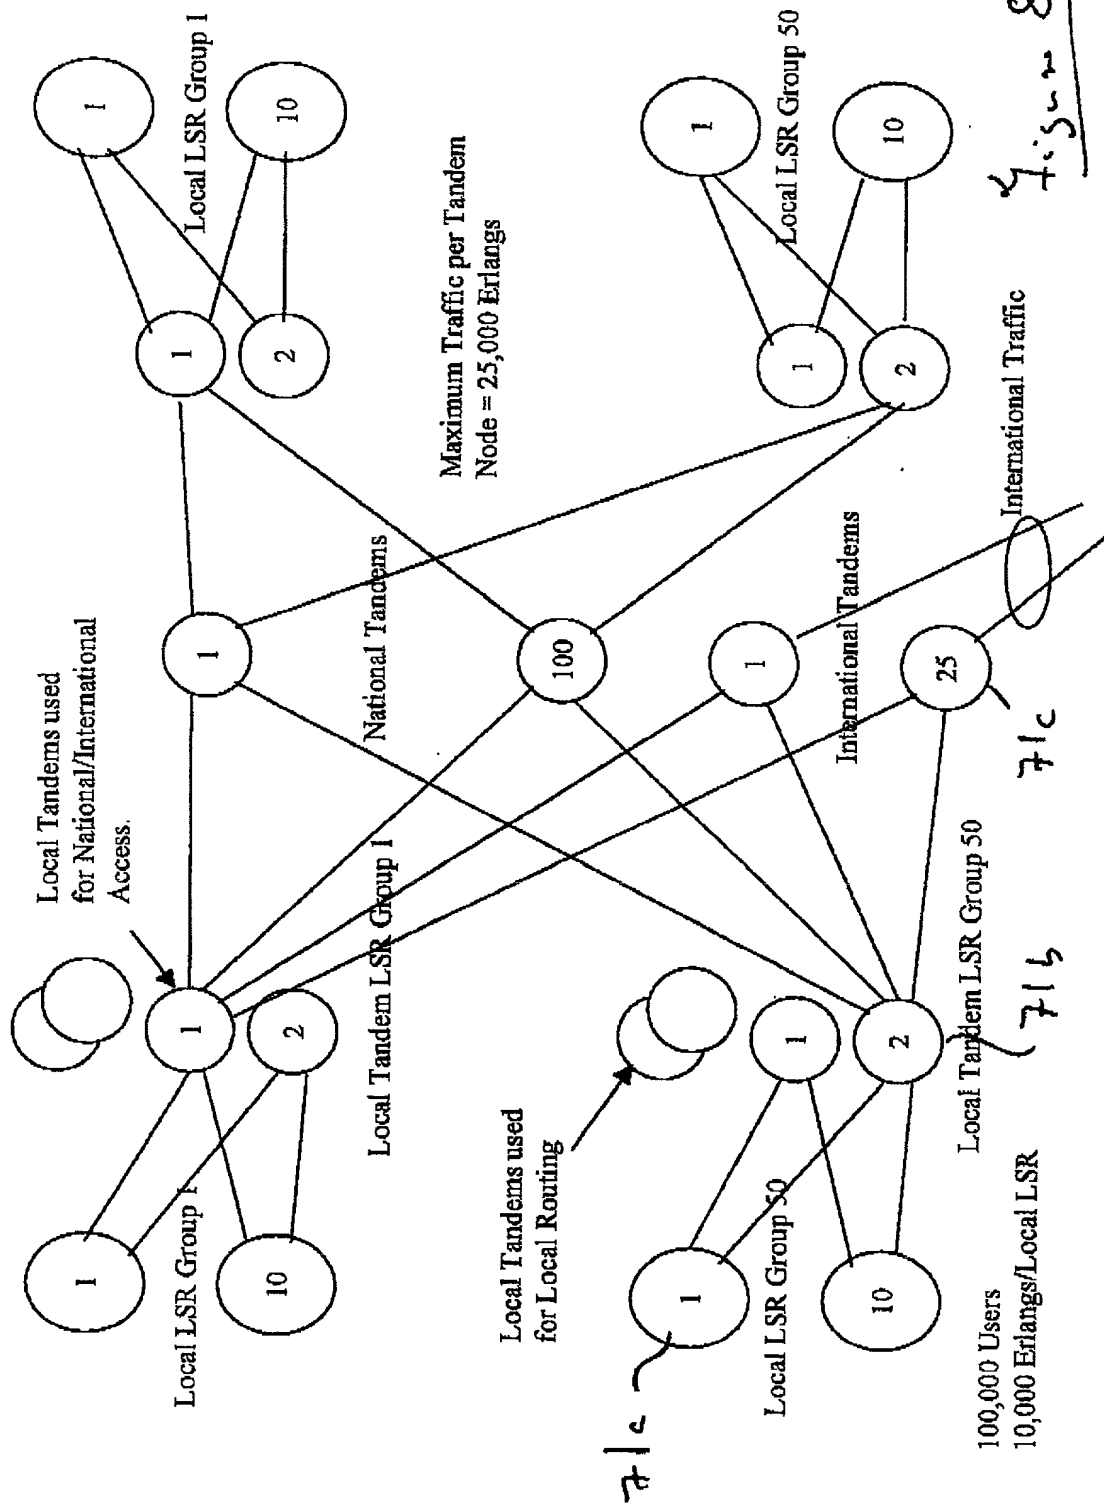 Local Tandems used
for National/International
Access.
1
1
1
1
1
Local LSR Group 1
National Tandems
Local LSR Group 1
10
2
2
10
Local Tandem LSR Group 1
Maximum Traffic per Tandem
Node = 25,000 Erlangs
Local Tandems used
for Local Routing
100
71a
1
1
1
1
1
Local LSR Group 50
International Tandems
Local LSR Group 50
10
2
25
2
10
Local Tandem LSR Group 50
International Traffic
100,000 Users
10,000 Erlangs/Local LSR
71b
71c
Figure 8